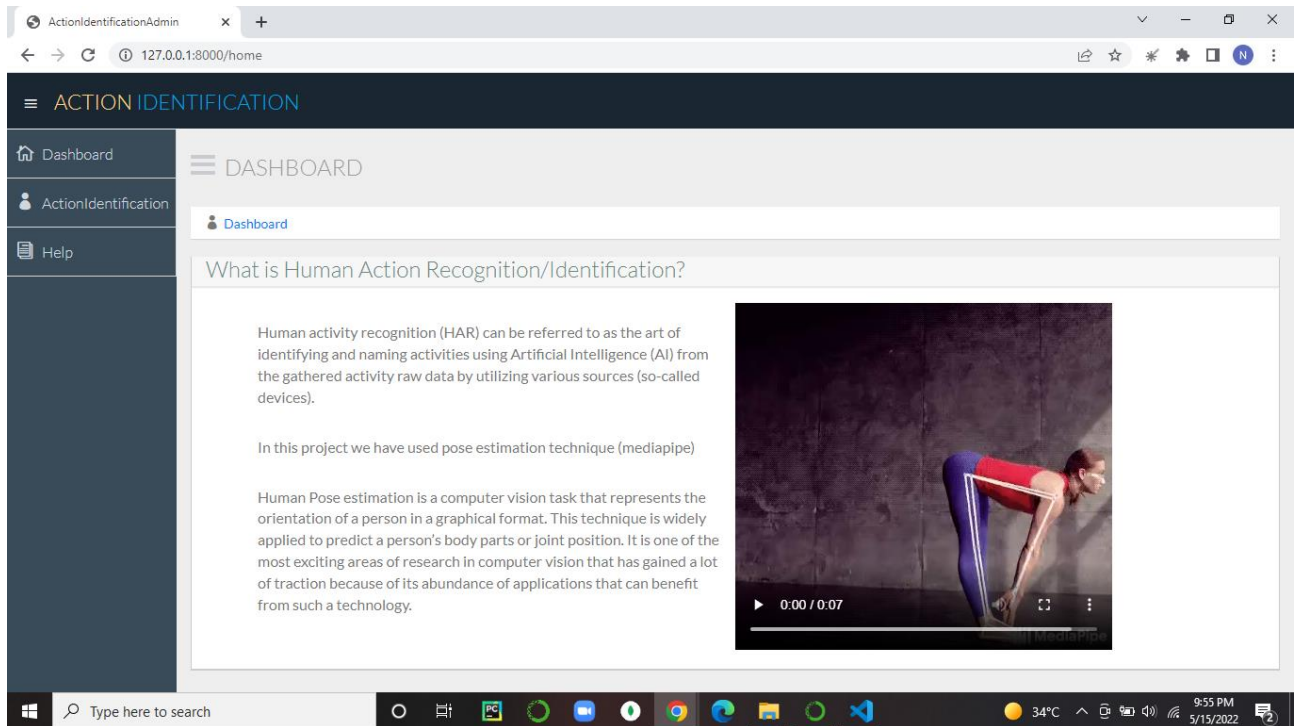 ActionIdentificationAdmin
127.0.0.1:8000/home
N
ACTION IDENTIFICATION
Dashboard
ActionIdentification
Help
DASHBOARD
Dashboard
What is Human Action Recognition/Identification?
Human activity recognition (HAR) can be referred to as the art of
identifying and naming activities using Artificial Intelligence (AI) from
the gathered activity raw data by utilizing various sources (so-called
devices).
In this project we have used pose estimation technique (mediapipe)
Human Pose estimation is a computer vision task that represents the
orientation of a person in a graphical format. This technique is widely
applied to predict a person's body parts or joint position. It is one of the
most exciting areas of research in computer vision that has gained a lot
of traction because of its abundance of applications that can benefit
from such a technology.
0:00 / 0:07
MediaPipe
Type here to search
PC
34°C
9:55 PM
5/15/2022
2